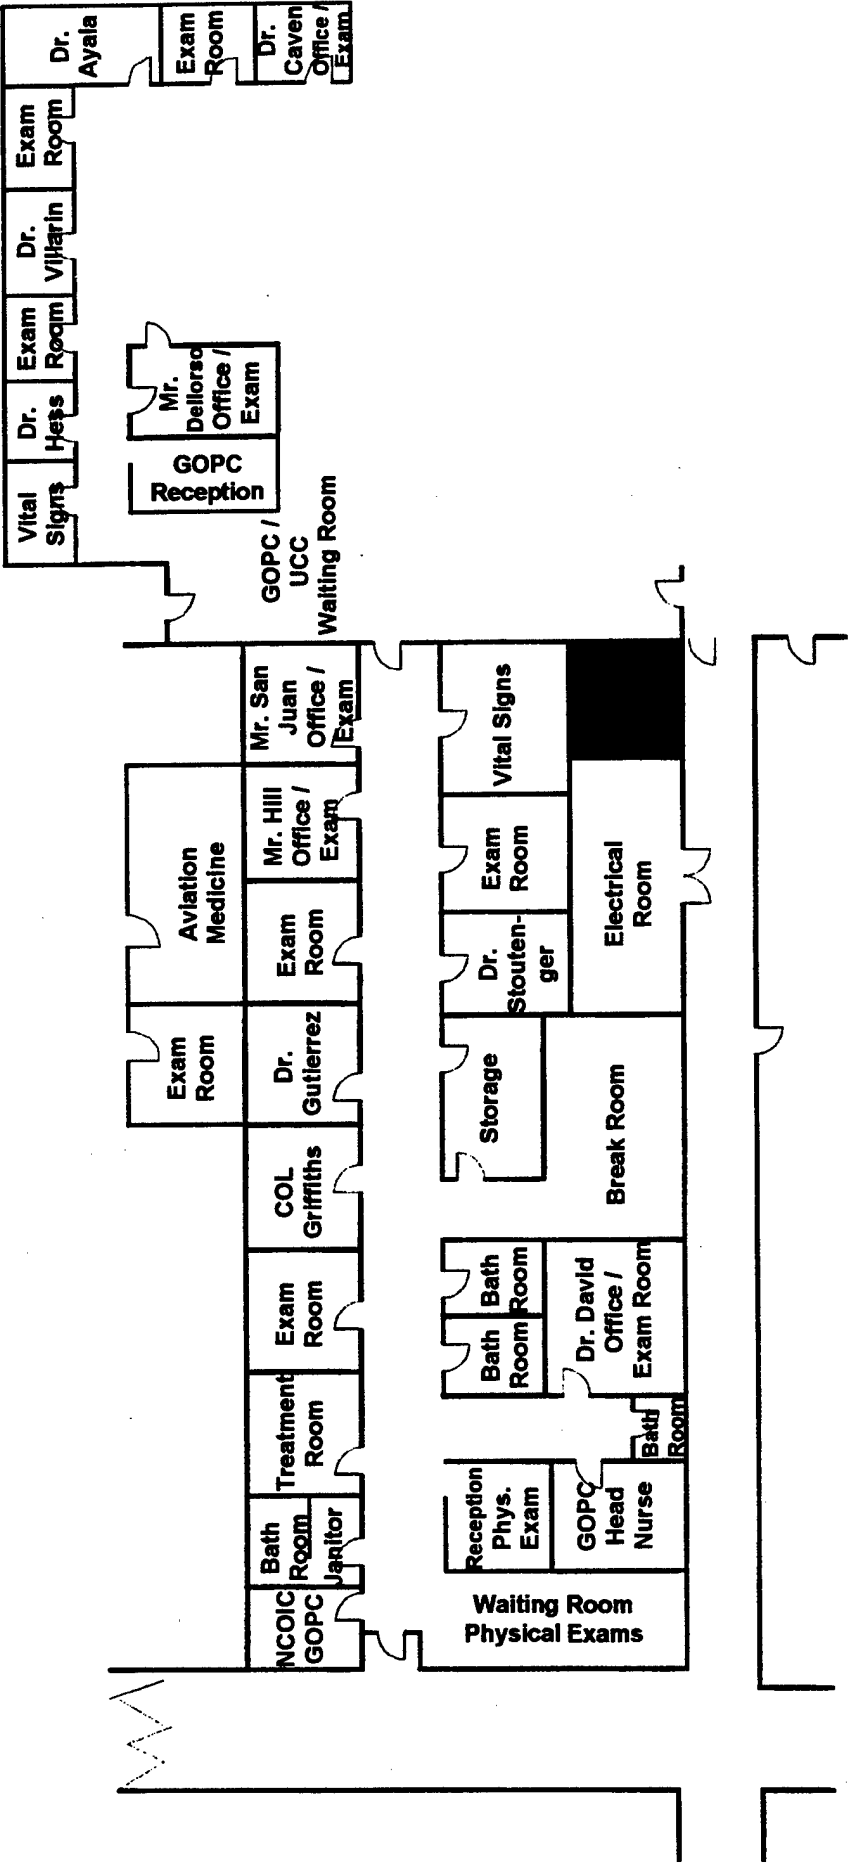 Dr.
Ayala
Exam
Room
Dr.
Caven
Office /
Exam
Exam
Room
Dr.
Villarin
Exam
Room
Dr.
Hess
Vital
Signs
Mr.
Dellorso
Office /
Exam
GOPC
Reception
GOPC /
UCC
Waiting Room
Mr. San
Juan
Office /
Exam
Mr. Hill
Office /
Exam
Exam
Room
Dr.
Gutierrez
COL
Griffiths
Exam
Room
Treatment
Room
Bath
Room
Janitor
NCOIC
GOPC
Aviation
Medicine
Exam
Room
Vital Signs
Exam
Room
Dr.
Stouten-
ger
Electrical
Room
Storage
Break Room
Bath
Room
Bath
Room
Dr. David
Office /
Exam Room
Bath
Room
Reception
Phys.
Exam
GOPC
Head
Nurse
Waiting Room
Physical Exams